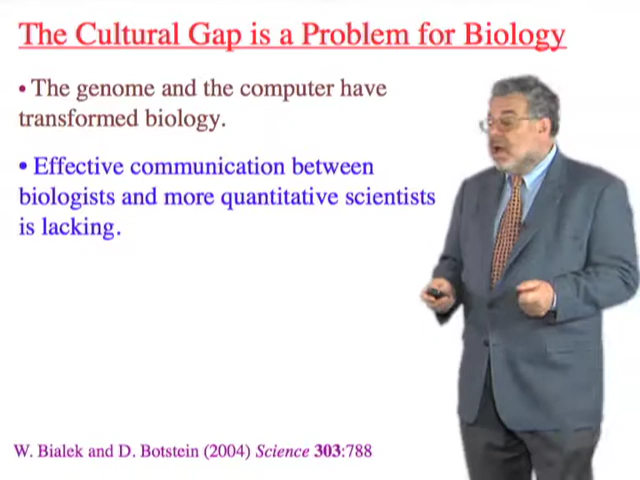 The Cultural Gap is a Problem for Biology
• The genome and the computer have
transformed biology.
• Effective communication between
biologists and more quantitative scientists
is lacking.
W. Bialek and D. Botstein (2004) Science 303:788